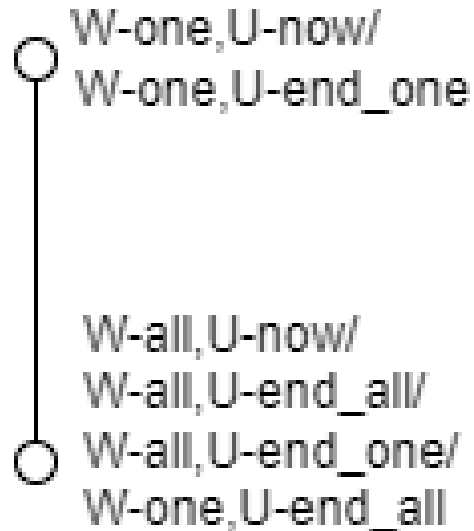 W-one,U-now/
W-one,U-end_one
W-all,U-now/
W-all,U-end_all/
W-all,U-end_one/
W-one,U-end_all